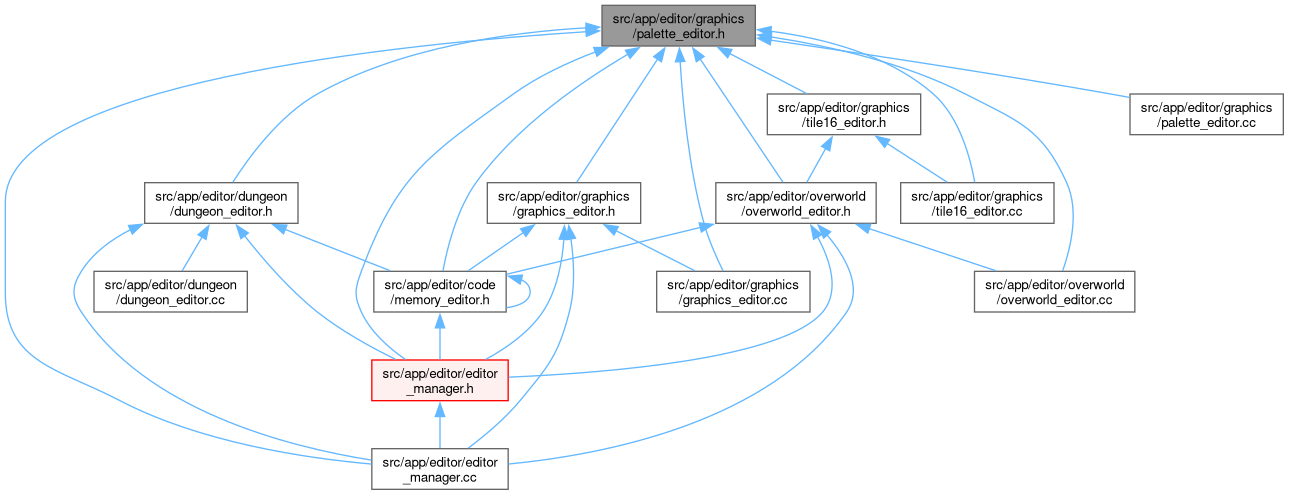 src/app/editor/graphics
/palette_editor.h
src/app/editor/graphics
/tile16_editor.h
src/app/editor/graphics
/palette_editor.cc
src/app/editor/dungeon
/dungeon_editor.h
src/app/editor/graphics
/graphics_editor.h
src/app/editor/overworld
/overworld_editor.h
src/app/editor/graphics
/tile16_editor.cc
src/app/editor/dungeon
/dungeon_editor.cc
src/app/editor/code
/memory_editor.h
src/app/editor/graphics
/graphics_editor.cc
src/app/editor/overworld
/overworld_editor.cc
src/app/editor/editor
_manager.h
src/app/editor/editor
_manager.cc